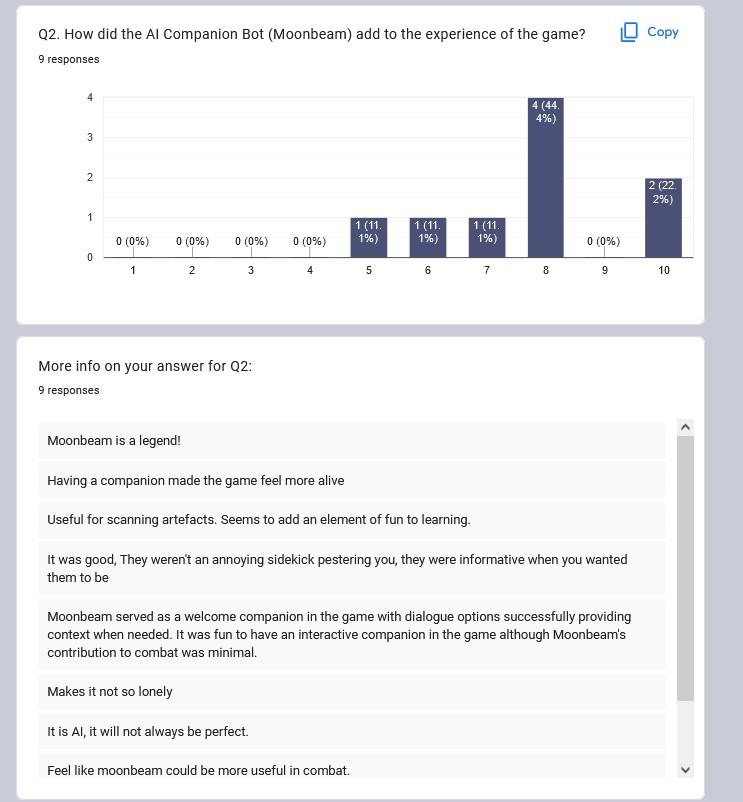 Q2. How did the AI Companion Bot (Moonbeam) add to the experience of the game?
Copy
9 responses
4
3
2
1
0
0 (0%)
0 (0%)
0 (0%)
0 (0%)
1 (11.
1%)
1 (11.
1%)
1 (11.
1%)
4 (44.
4%)
0 (0%)
2 (22.
2%)
1
2
3
4
5
6
7
8
9
10
More info on your answer for Q2:
9 responses
Moonbeam is a legend!
Having a companion made the game feel more alive
Useful for scanning artefacts. Seems to add an element of fun to learning.
It was good, They weren't an annoying sidekick pestering you, they were informative when you wanted
them to be
Moonbeam served as a welcome companion in the game with dialogue options successfully providing
context when needed. It was fun to have an interactive companion in the game although Moonbeam's
contribution to combat was minimal.
Makes it not so lonely
It is AI, it will not always be perfect.
Feel like moonbeam could be more useful in combat.